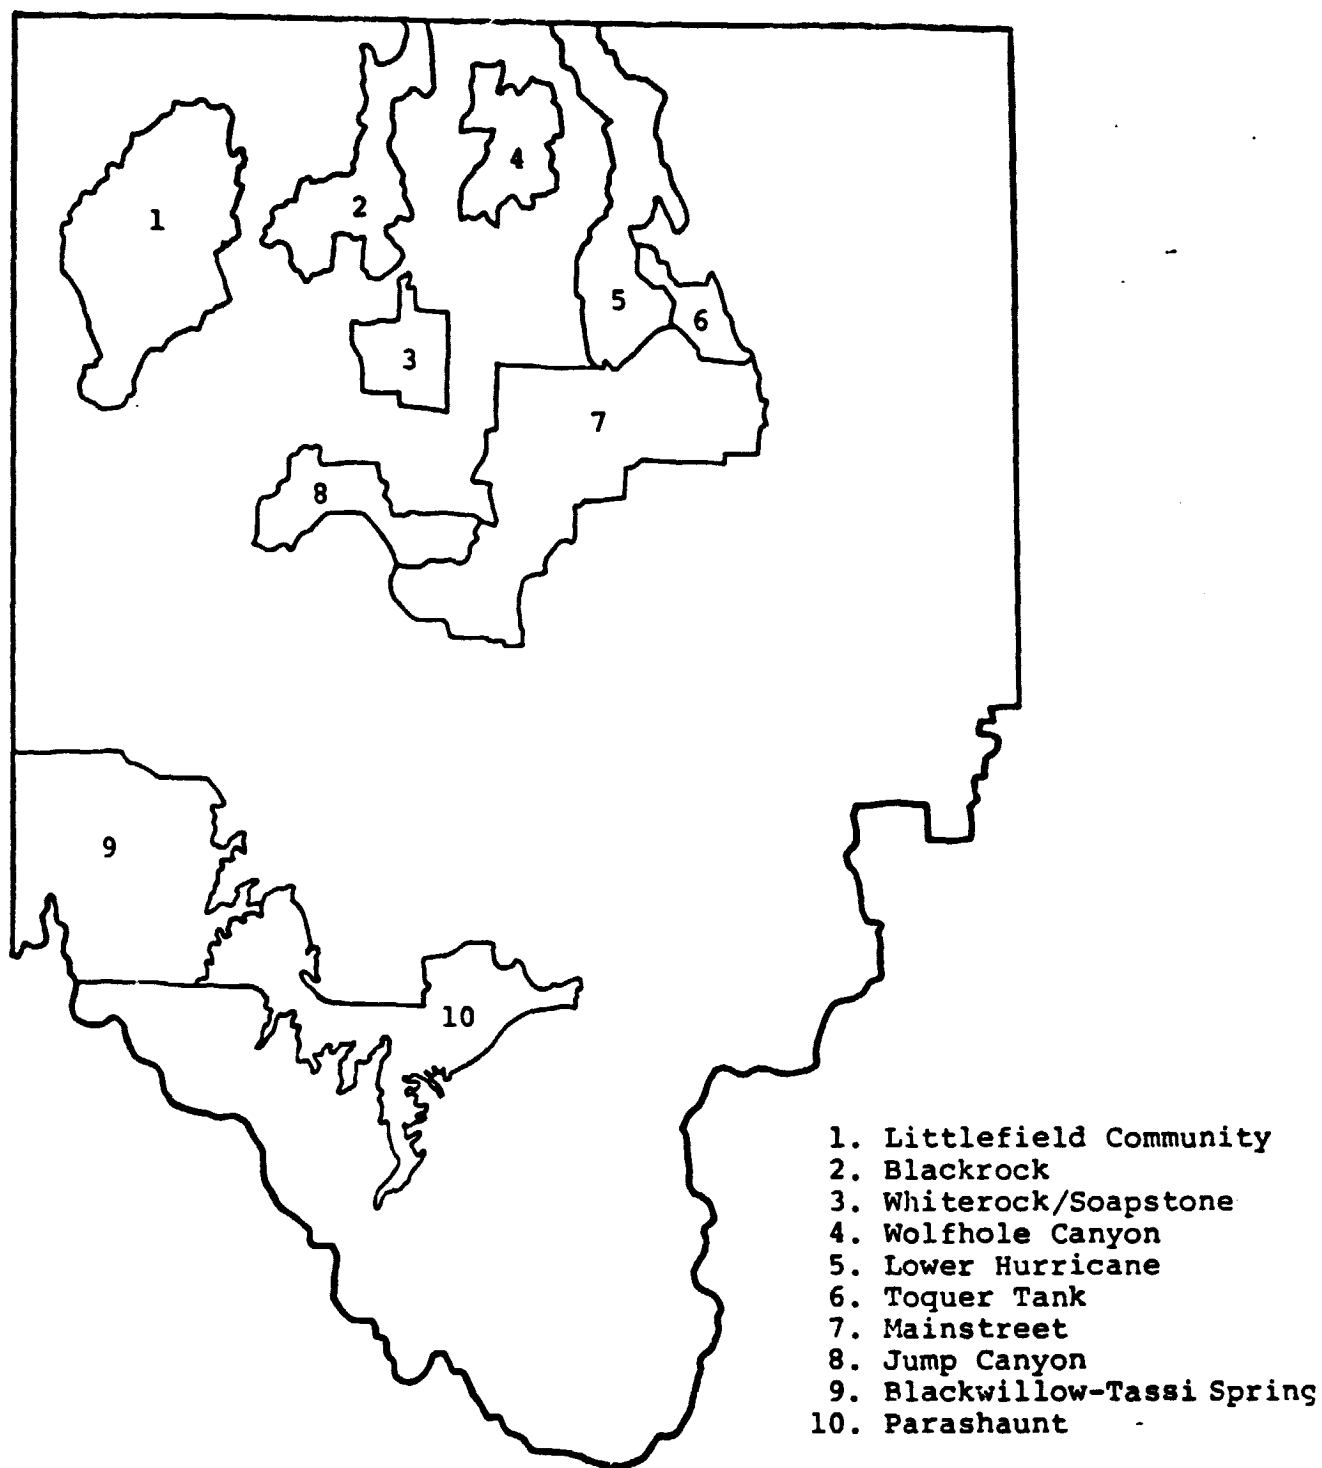 1
2
3
4
5
6
7
8
9
10
1. Littlefield Community
2. Blackrock
3. Whiterock/Soapstone
4. Wolfhole Canyon
5. Lower Hurricane
6. Toquer Tank
7. Mainstreet
8. Jump Canyon
9. Blackwillow-Tassi Spring
10. Parashaunt